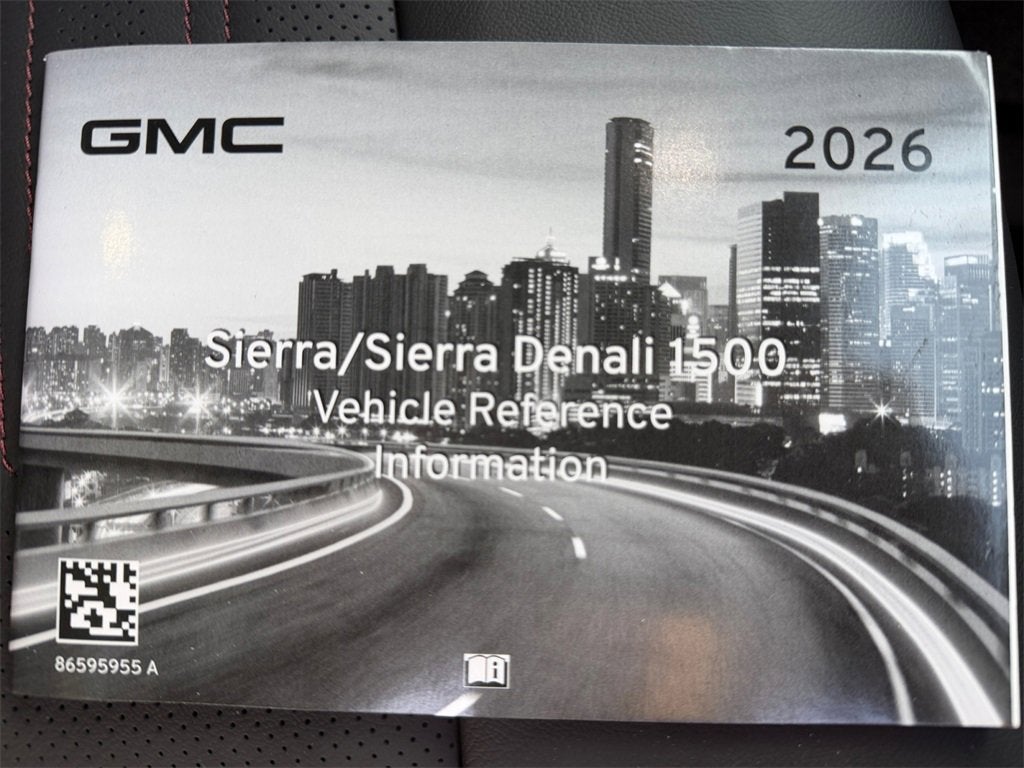 GMC
2026
Sierra/Sierra Denali 1500
Vehicle Reference
Information
86595955 A
i